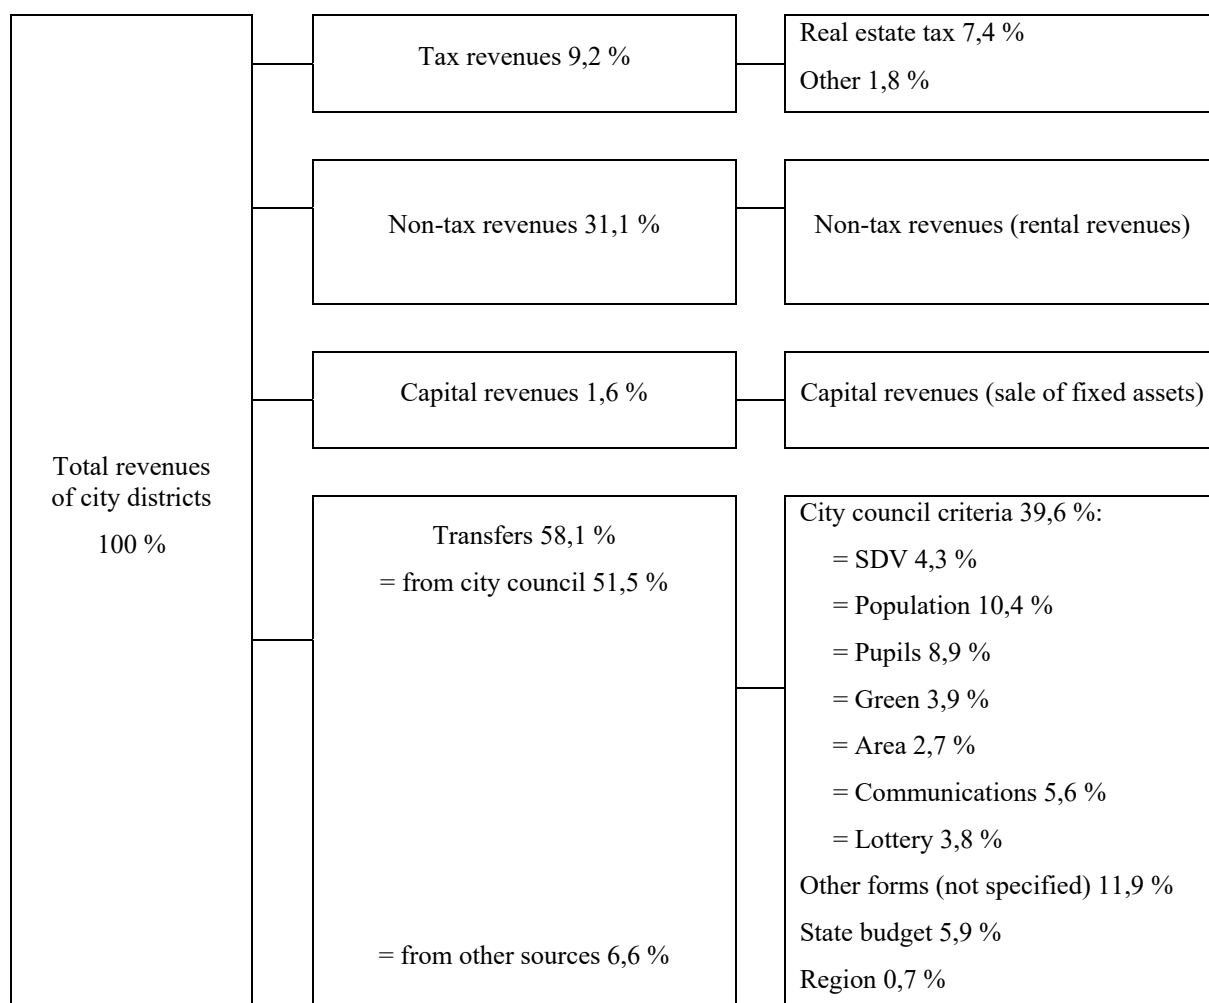 Total revenues
of city districts
100 %
Tax revenues 9,2 %
Real estate tax 7,4 %
Other 1,8 %
Non-tax revenues 31,1 %
Non-tax revenues (rental revenues)
Capital revenues 1,6 %
Capital revenues (sale of fixed assets)
Transfers 58,1 %
= from city council 51,5 %
= from other sources 6,6 %
City council criteria 39,6 %:
= SDV 4,3 %
= Population 10,4 %
= Pupils 8,9 %
= Green 3,9 %
= Area 2,7 %
= Communications 5,6 %
= Lottery 3,8 %
Other forms (not specified) 11,9 %
State budget 5,9 %
Region 0,7 %